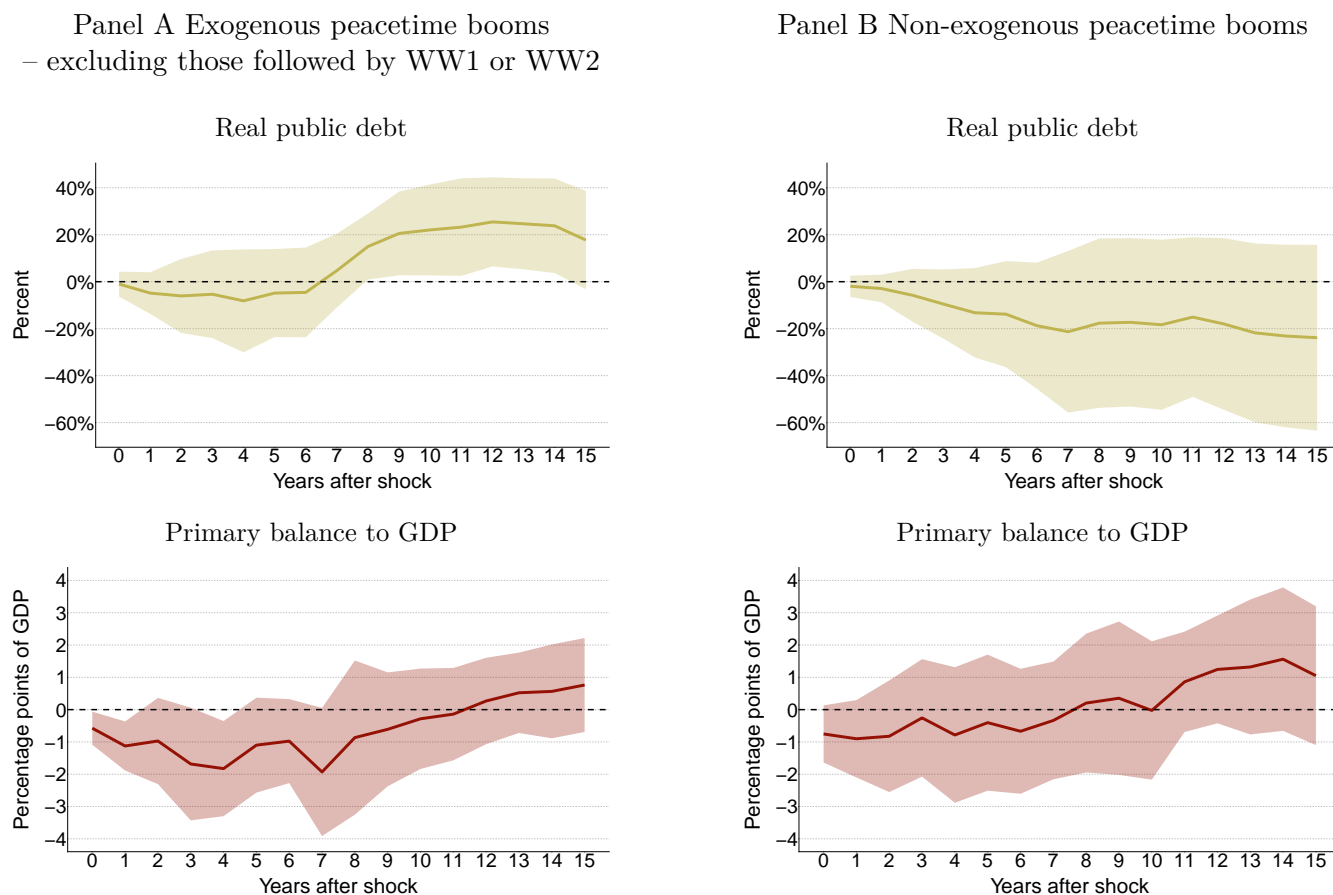 Panel A Exogenous peacetime booms
– excluding those followed by WW1 or WW2
Real public debt
Percent
40%
20%
0%
−20%
−40%
−60%
0 1 2 3 4 5 6 7 8 9 10 11 12 13 14 15
Years after shock
Primary balance to GDP
Percentage points of GDP
4
3
2
1
0
−1
−2
−3
−4
0 1 2 3 4 5 6 7 8 9 10 11 12 13 14 15
Years after shock
Panel B Non-exogenous peacetime booms
Real public debt
Percent
40%
20%
0%
−20%
−40%
−60%
0 1 2 3 4 5 6 7 8 9 10 11 12 13 14 15
Years after shock
Primary balance to GDP
Percentage points of GDP
4
3
2
1
0
−1
−2
−3
−4
0 1 2 3 4 5 6 7 8 9 10 11 12 13 14 15
Years after shock